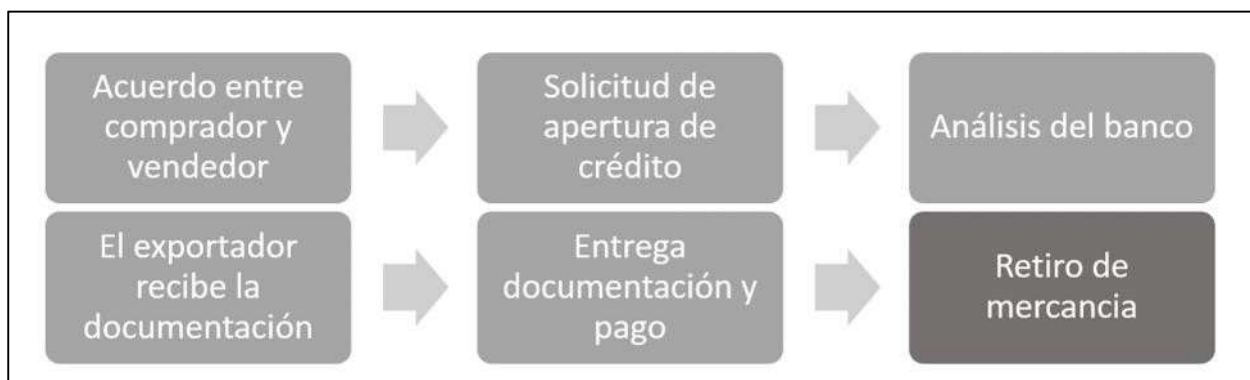 Acuerdo entre
comprador y
vendedor
Solicitud de
apertura de
crédito
Análisis del banco
El exportador
recibe la
documentación
Entrega
documentación y
pago
Retiro de
mercancia